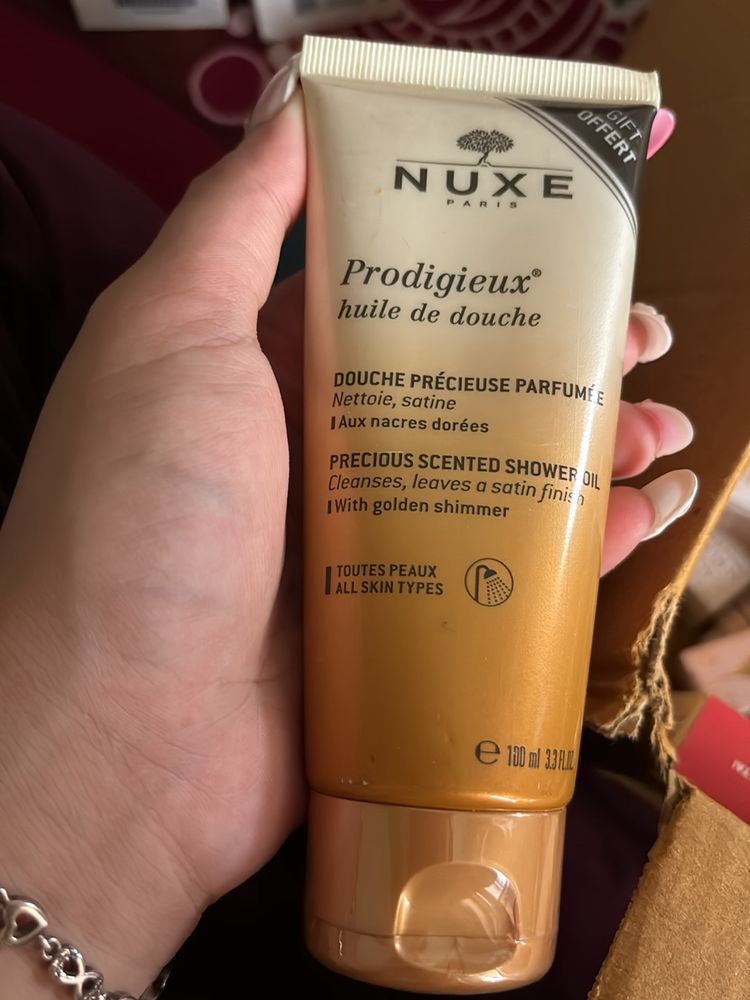 GIFT
OFFERT
NUXE
PARIS
Prodigieux®
huile de douche
DOUCHE PRÉCIEUSE PARFUMÉE
Nettoie, satine
Aux nacres dorées
PRECIOUS SCENTED SHOWER OIL
Cleanses, leaves a satin finish
With golden shimmer
TOUTES PEAUX
ALL SKIN TYPES
℮ 100 ml 3.3 FL.OZ.